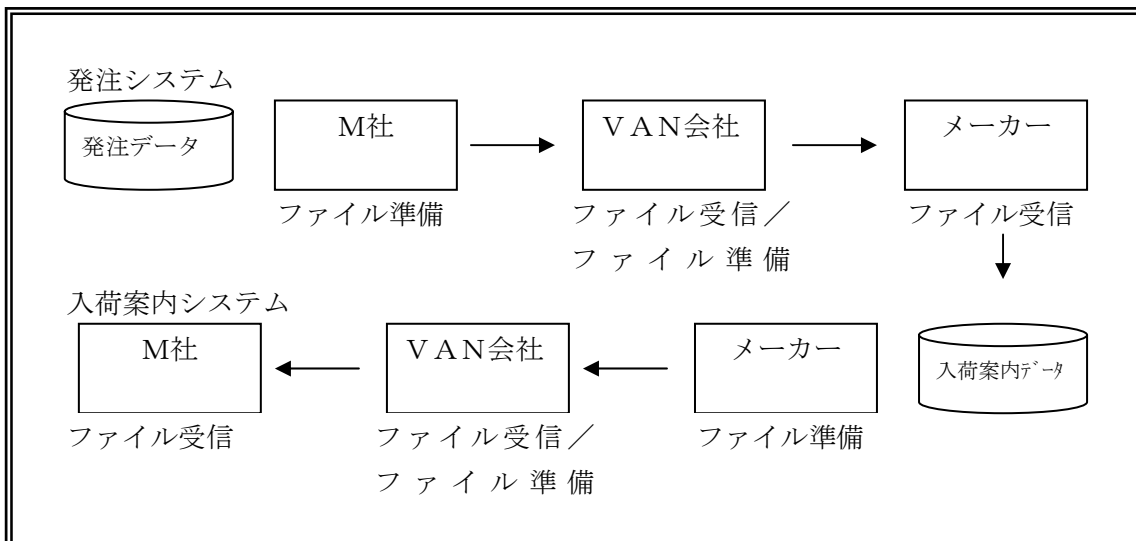 発注システム
発注データ
M社
VAN会社
メーカー
ファイル準備
ファイル受信／
ファイル準備
ファイル受信
入荷案内システム
M社
VAN会社
メーカー
入荷案内ﾃﾞｰﾀ
ファイル受信
ファイル受信／
ファイル準備
ファイル準備